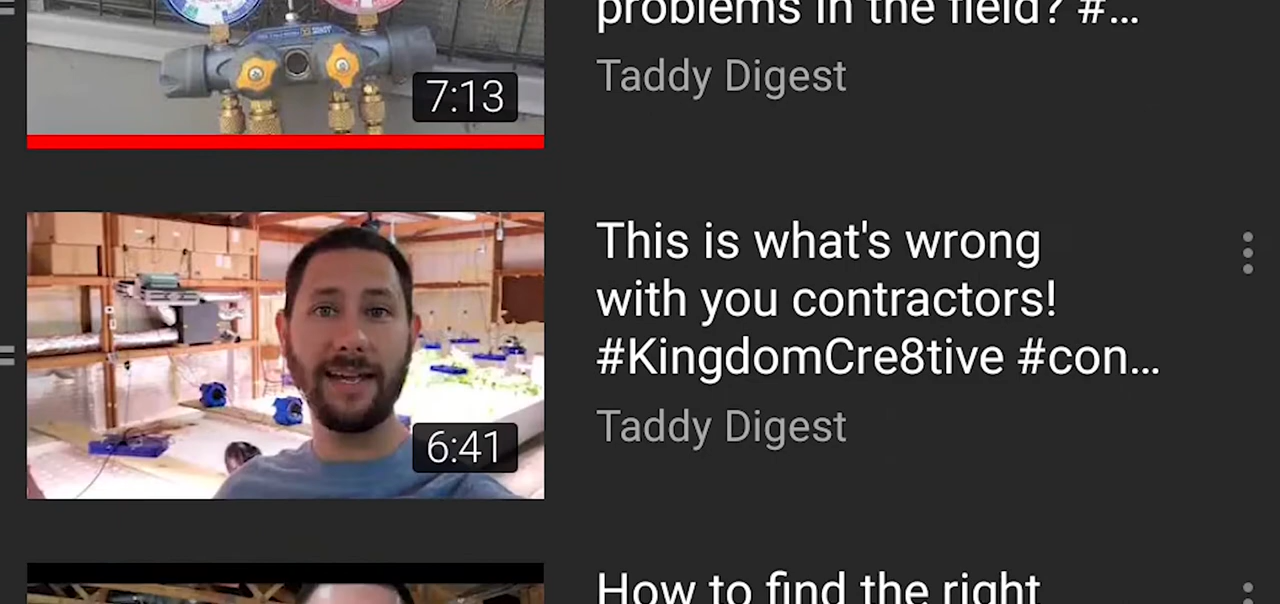 problems in the field? #…
Taddy Digest
7:13
This is what's wrong
with you contractors!
#KingdomCre8tive #con…
Taddy Digest
6:41
How to find the right